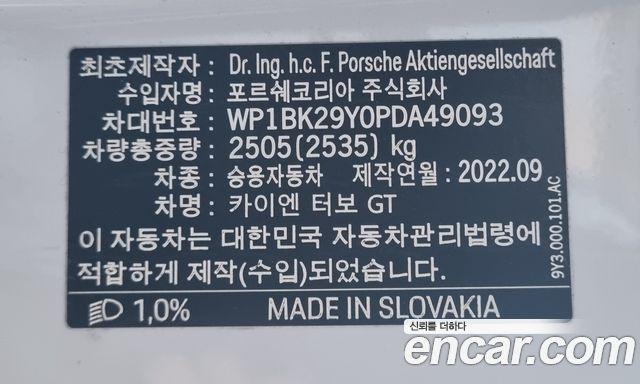 최초제작자 : Dr. Ing. h.c. F. Porsche Aktiengesellschaft
수입자명 : 포르쉐코리아 주식회사
차대번호 : WP1BK29Y0PDA49093
차량총중량 : 2505(2535) kg
차종 : 승용자동차 제작연월 : 2022.09
차명 : 카이엔 터보 GT
이 자동차는 대한민국 자동차관리법령에
적합하게 제작(수입)되었습니다.
1,0% MADE IN SLOVAKIA
9Y3.000.101.AC
신뢰를 더하다
encar.com